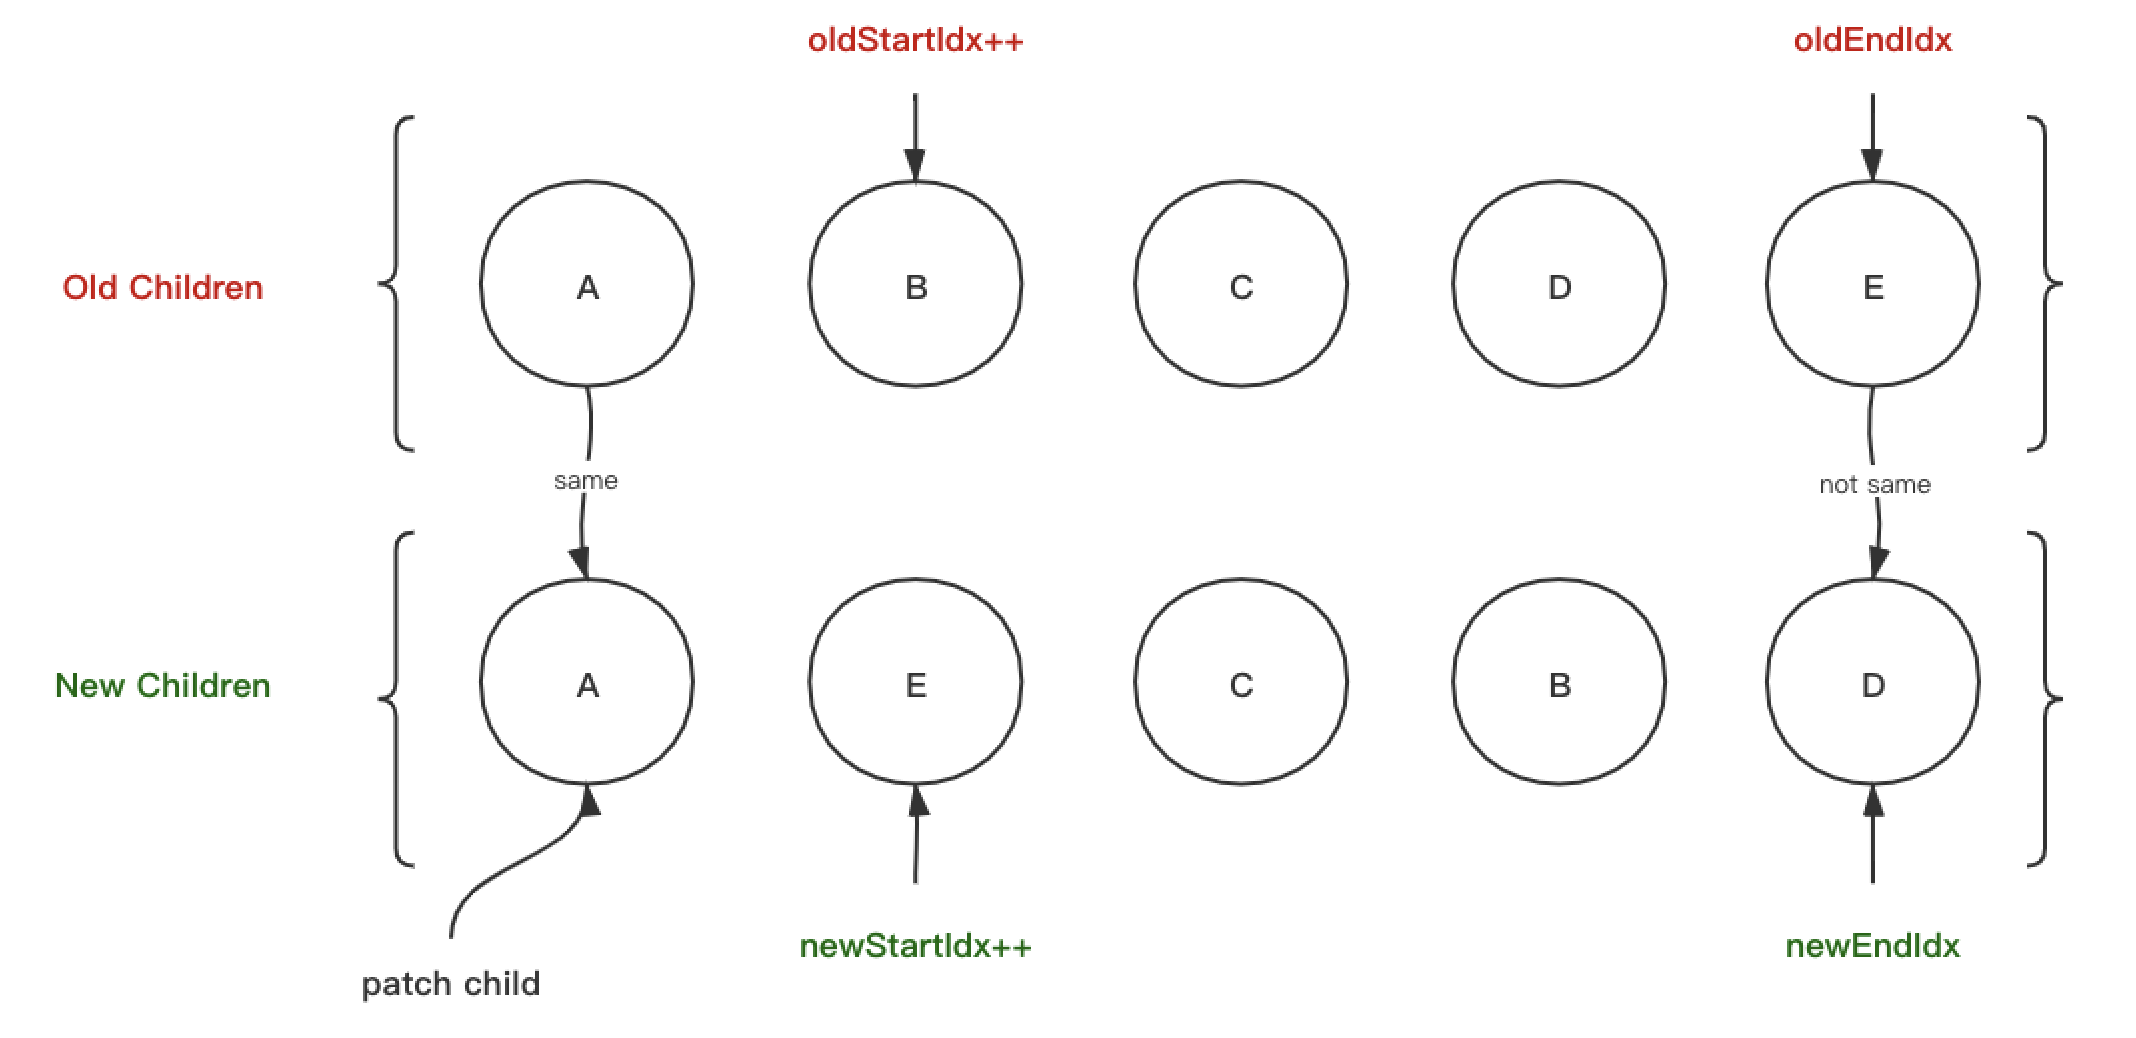 oldStartIdx++
oldEndIdx
Old Children
A
B
C
D
E
same
not same
New Children
A
E
C
B
D
newStartIdx++
newEndIdx
patch child